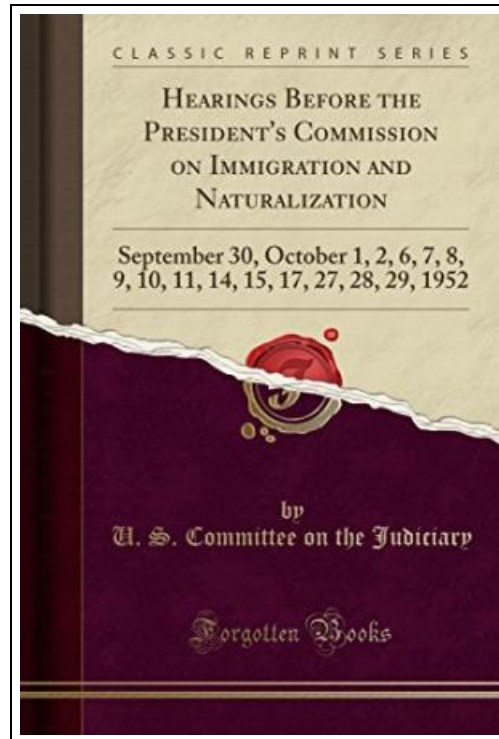 CLASSIC REPRINT SERIES
HEARINGS BEFORE THE
PRESIDENT'S COMMISSION
ON IMMIGRATION AND
NATURALIZATION
September 30, October 1, 2, 6, 7, 8,
9, 10, 11, 14, 15, 17, 27, 28, 29, 1952
by
U. S. Committee on the Judiciary
Forgotten Books